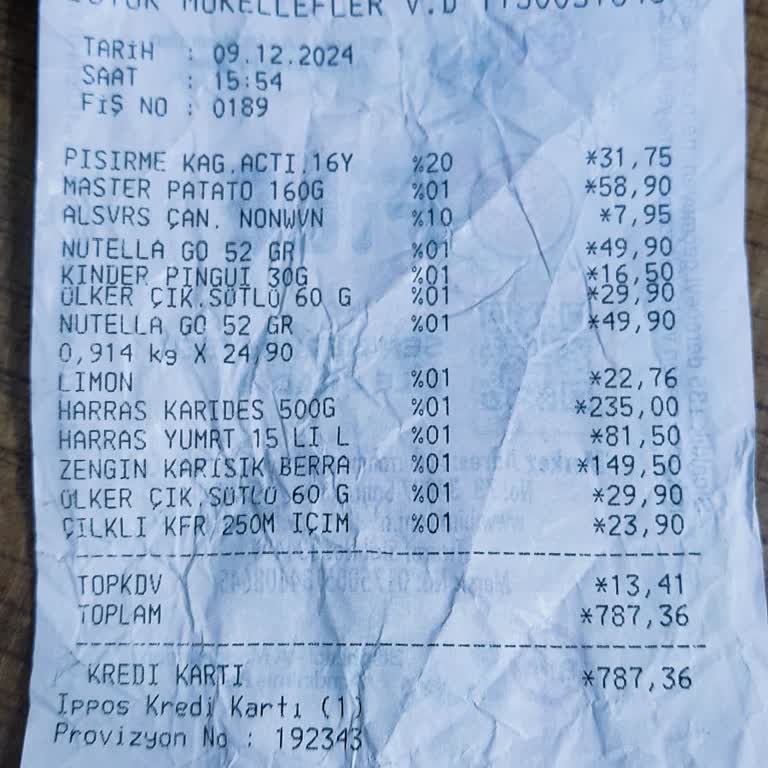 MÜKELLEFLER V.D
TARİH : 09.12.2024
SAAT : 15:54
FİŞ NO : 0189
PISIRME KAG.ACTI.16Y %20 *31,75
MASTER PATATO 160G %01 *58,90
ALSVRS ÇAN. NONWVN %10 *7,95
NUTELLA GO 52 GR %01 *49,90
KINDER PINGUI 30G %01 *16,50
ÜLKER ÇIK.SÜTLÜ 60 G %01 *29,90
NUTELLA GO 52 GR %01 *49,90
0,914 kg X 24,90
LIMON %01 *22,76
HARRAS KARIDES 500G %01 *235,00
HARRAS YUMRT 15 LI L %01 *81,50
ZENGIN KARISIK BERRA %01 *149,50
ÜLKER ÇIK.SÜTLÜ 60 G %01 *29,90
ÇILKLI KFR 250M IÇIM %01 *23,90
TOPKDV *13,41
TOPLAM *787,36
KREDI KARTI *787,36
Ippos Kredi Kartı (1)
Provizyon No : 192343